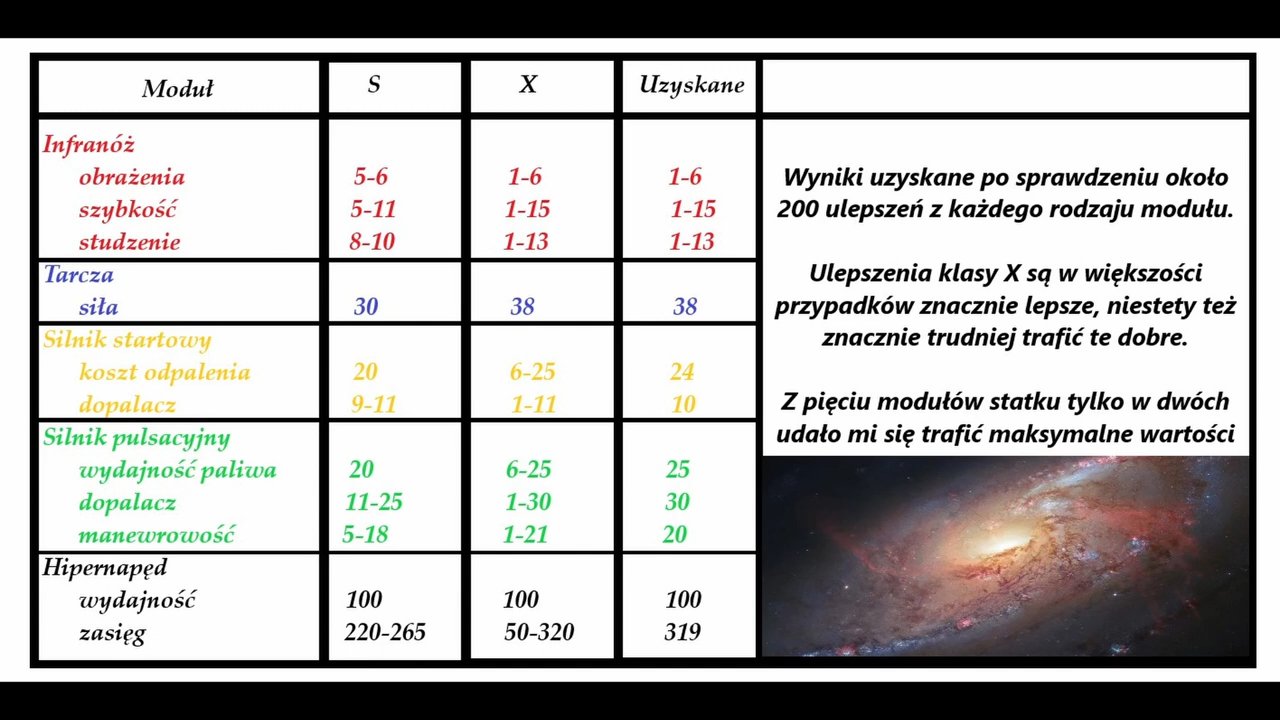 Moduł S X Uzyskane
Infranóż
obrażenia 5-6 1-6 1-6
szybkość 5-11 1-15 1-15
studzenie 8-10 1-13 1-13
Tarcza
siła 30 38 38
Silnik startowy
koszt odpalenia 20 6-25 24
dopalacz 9-11 1-11 10
Silnik pulsacyjny
wydajność paliwa 20 6-25 25
dopalacz 11-25 1-30 30
manewrowość 5-18 1-21 20
Hipernapęd
wydajność 100 100 100
zasięg 220-265 50-320 319
Wyniki uzyskane po sprawdzeniu około
200 ulepszeń z każdego rodzaju modułu.
Ulepszenia klasy X są w większości
przypadków znacznie lepsze, niestety też
znacznie trudniej trafić te dobre.
Z pięciu modułów statku tylko w dwóch
udało mi się trafić maksymalne wartości